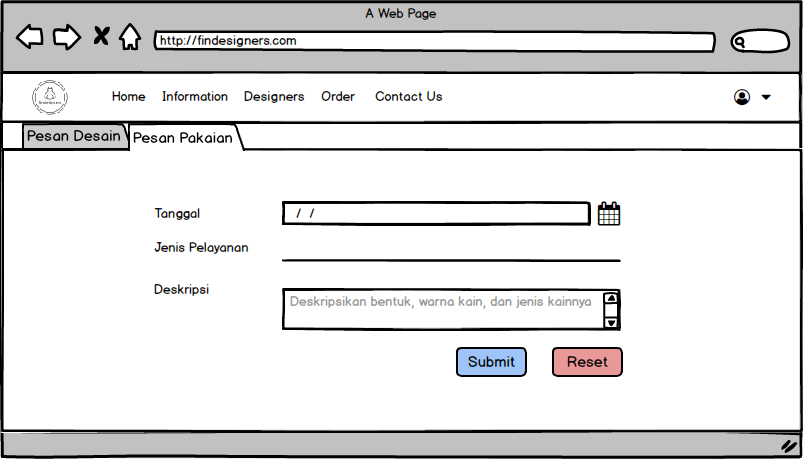 A Web Page
http://findesigners.com
Home Information Designers Order Contact Us
Pesan Desain Pesan Pakaian
Tanggal / /
Jenis Pelayanan
Deskripsi
Deskripsikan bentuk, warna kain, dan jenis kainnya
Submit Reset